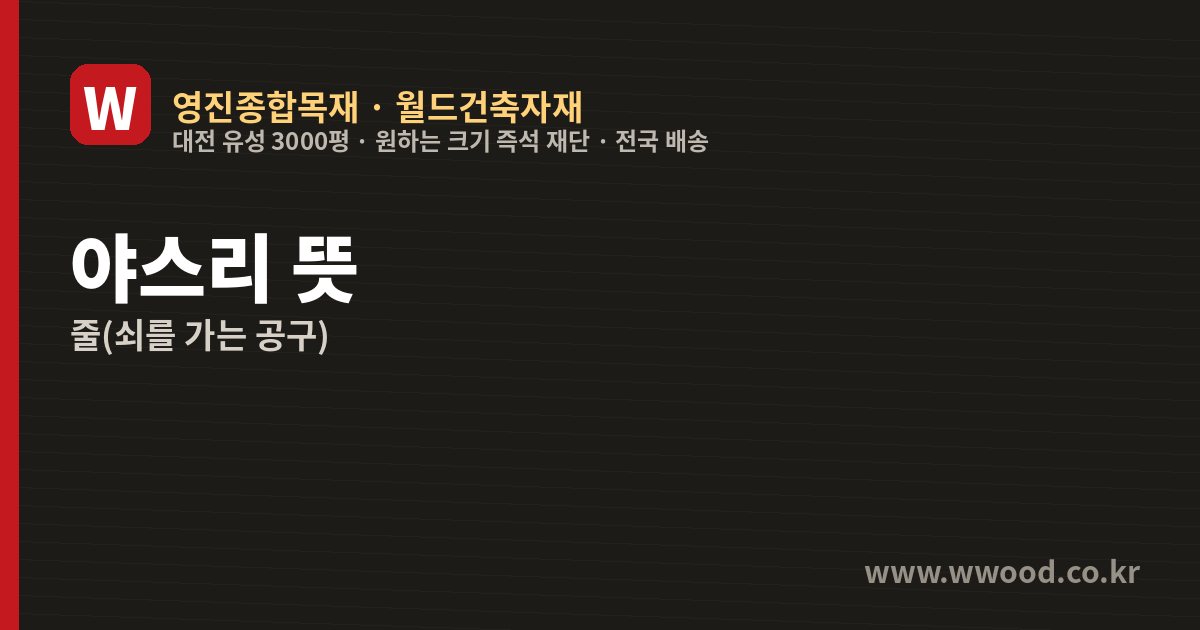 W
영진종합목재 · 월드건축자재
대전 유성 3000평 · 원하는 크기 즉석 재단 · 전국 배송
야스리 뜻
줄(쇠를 가는 공구)
www.wwood.co.kr